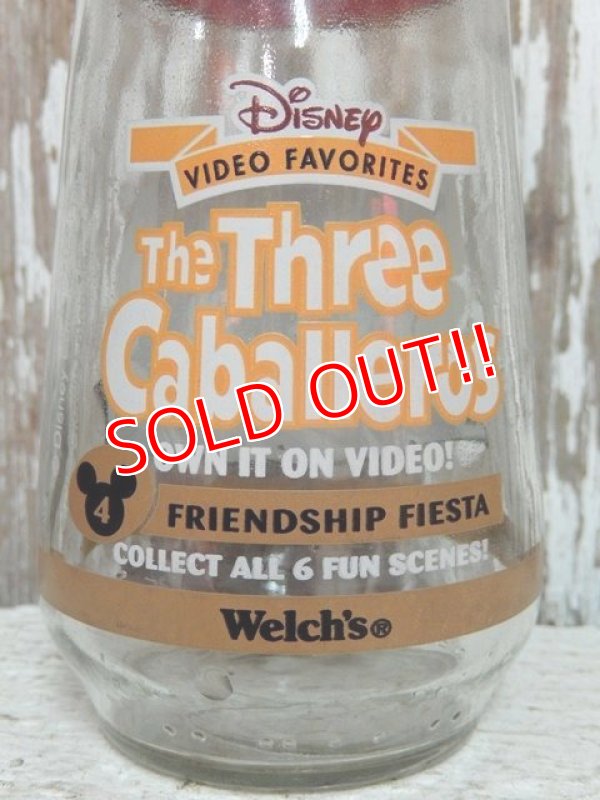 Disney
VIDEO FAVORITES
The Three
Caballeros
SOLD OUT!!
OWN IT ON VIDEO!
4
FRIENDSHIP FIESTA
COLLECT ALL 6 FUN SCENES!
Welch's®
© Disney